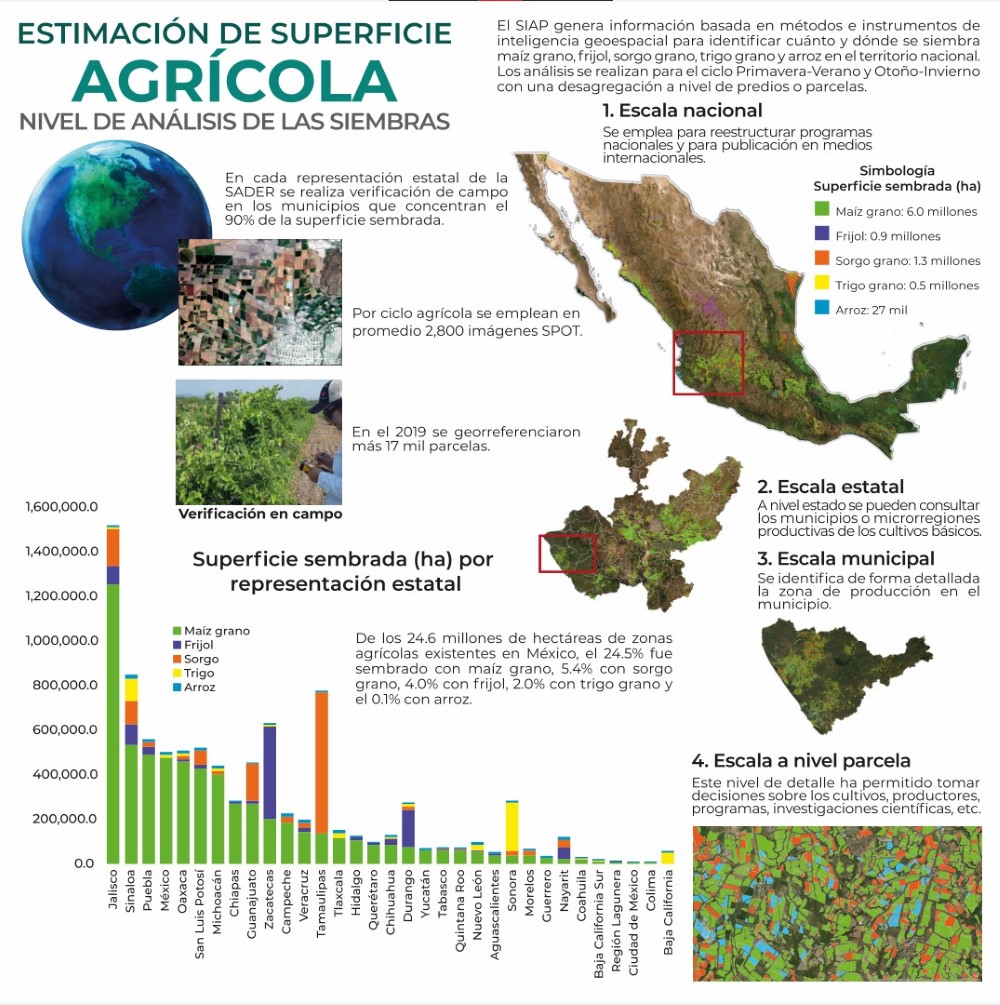 ESTIMACIÓN DE SUPERFICIE
AGRÍCOLA
NIVEL DE ANÁLISIS DE LAS SIEMBRAS
El SIAP genera información basada en métodos e instrumentos de
inteligencia geoespacial para identificar cuánto y dónde se siembra
maíz grano, frijol, sorgo grano, trigo grano y arroz en el territorio nacional.
Los análisis se realizan para el ciclo Primavera-Verano y Otoño-Invierno
con una desagregación a nivel de predios o parcelas.
1. Escala nacional
Se emplea para reestructurar programas
nacionales y para publicación en medios
internacionales.
Simbología
Superficie sembrada (ha)
Maíz grano: 6.0 millones
Frijol: 0.9 millones
Sorgo grano: 1.3 millones
Trigo grano: 0.5 millones
Arroz: 27 mil
En cada representación estatal de la
SADER se realiza verificación de campo
en los municipios que concentran el
90% de la superficie sembrada.
Por ciclo agrícola se emplean en
promedio 2,800 imágenes SPOT.
En el 2019 se georreferenciaron
más 17 mil parcelas.
Verificación en campo
2. Escala estatal
A nivel estado se pueden consultar
los municipios o microrregiones
productivas de los cultivos básicos.
3. Escala municipal
Se identifica de forma detallada
la zona de producción en el
municipio.
4. Escala a nivel parcela
Este nivel de detalle ha permitido tomar
decisiones sobre los cultivos, productores,
programas, investigaciones científicas, etc.
Superficie sembrada (ha) por
representación estatal
Maíz grano
Frijol
Sorgo
Trigo
Arroz
De los 24.6 millones de hectáreas de zonas
agrícolas existentes en México, el 24.5% fue
sembrado con maíz grano, 5.4% con sorgo
grano, 4.0% con frijol, 2.0% con trigo grano y
el 0.1% con arroz.
1,600,000.0
1,400,000.0
1,200,000.0
1,000,000.0
800,000.0
600,000.0
400,000.0
200,000.0
0.0
Jalisco
Sinaloa
Puebla
México
Oaxaca
San Luis Potosí
Michoacán
Chiapas
Guanajuato
Zacatecas
Campeche
Veracruz
Tamaulipas
Tlaxcala
Hidalgo
Querétaro
Chihuahua
Durango
Yucatán
Tabasco
Quintana Roo
Nuevo León
Aguascalientes
Sonora
Morelos
Guerrero
Nayarit
Coahuila
Baja California Sur
Región Lagunera
Ciudad de México
Colima
Baja California